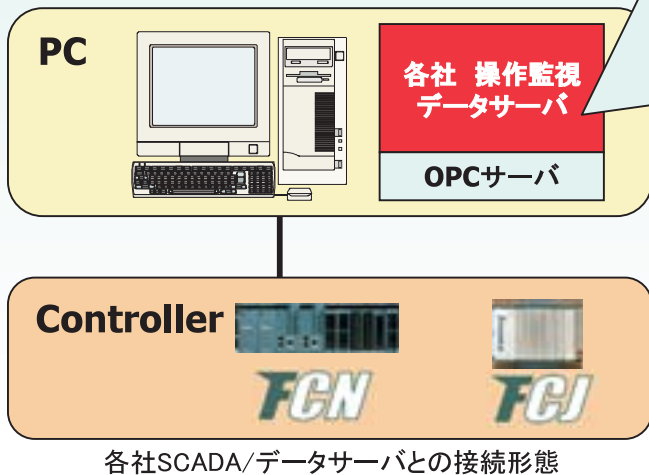 PC
各社 操作監視
データサーバ
OPCサーバ
Controller
FCN
FCJ
各社SCADA/データサーバとの接続形態